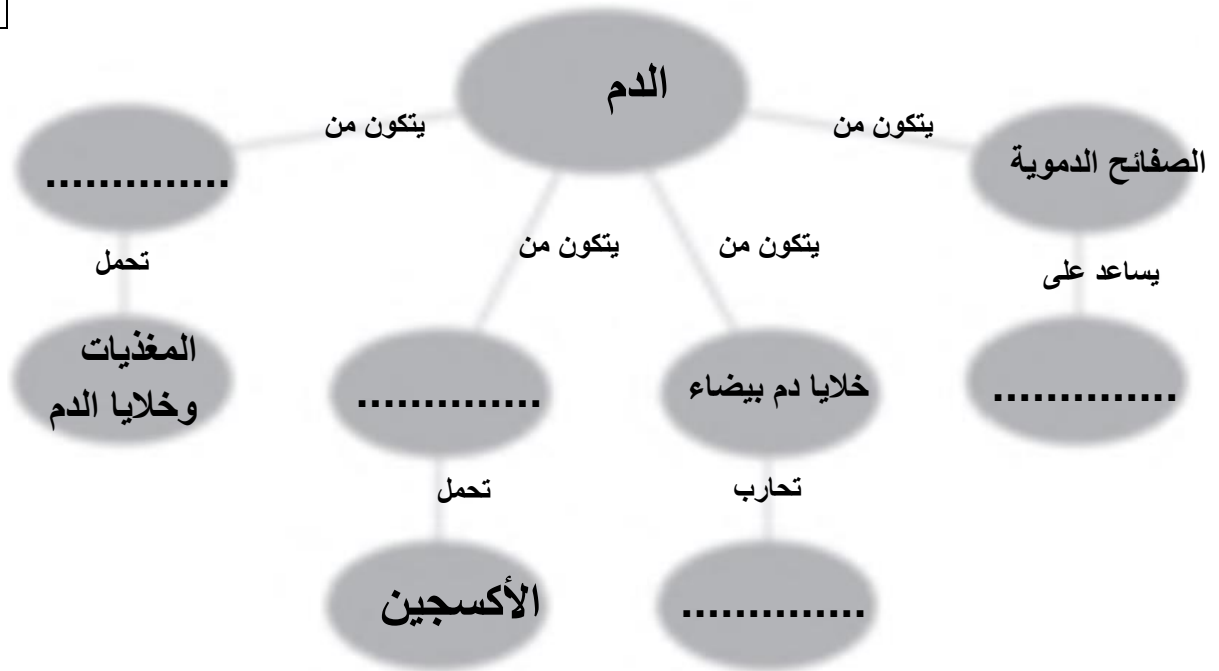 الدم
يتكون من
يتكون من
الصفائح الدموية
..............
يتكون من
يتكون من
يساعد على
تحمل
..............
خلايا دم بيضاء
..............
المغذيات
وخلايا الدم
تحارب
تحمل
..............
الأكسجين